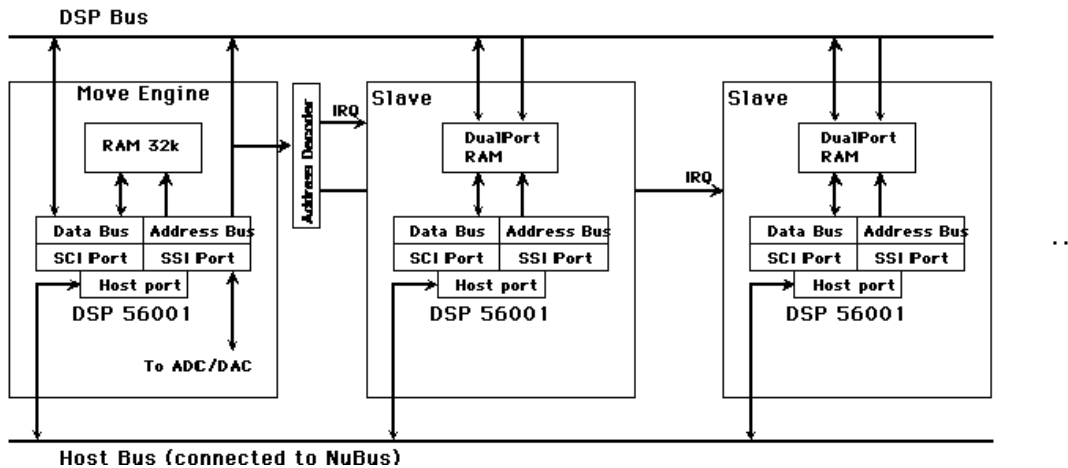 DSP Bus
Move Engine
RAM 32k
Data Bus
Address Bus
SCI Port
SSI Port
Host port
DSP 56001
To ADC/DAC
Address Decoder
IRQ
Slave
DualPort
RAM
Data Bus
Address Bus
SCI Port
SSI Port
Host port
DSP 56001
IRQ
Slave
DualPort
RAM
Data Bus
Address Bus
SCI Port
SSI Port
Host port
DSP 56001
..
Host Bus (connected to NuBus)